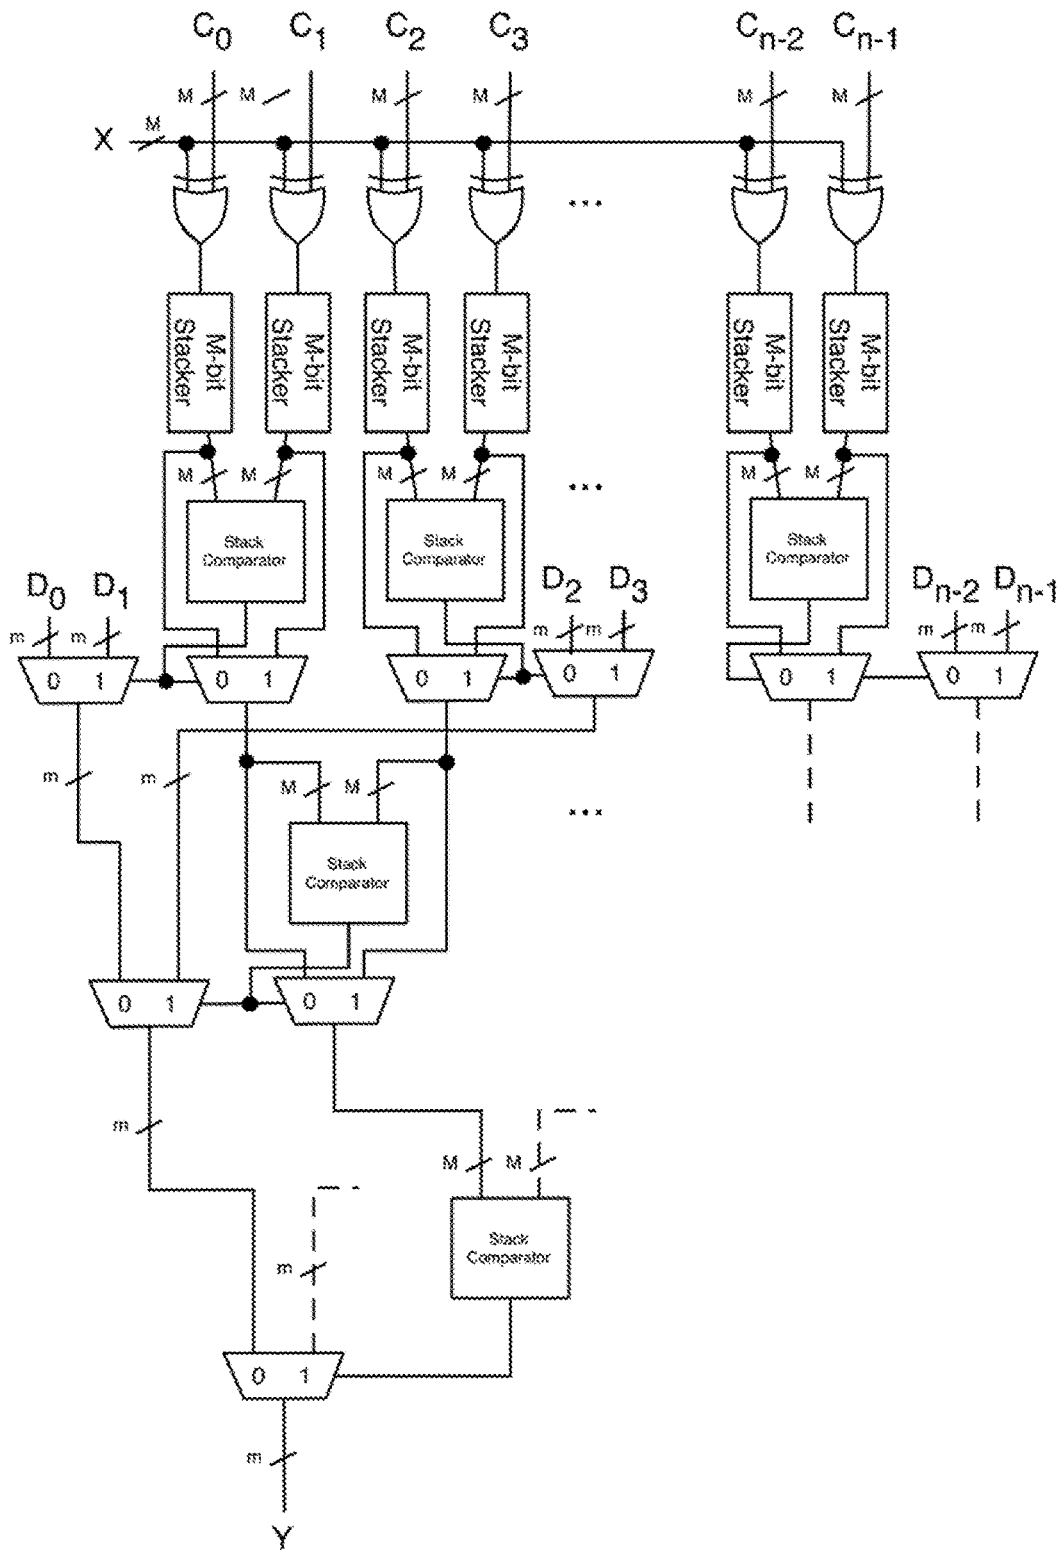 C0 C1 C2 C3 Cn-2 Cn-1
M M M M M M
X M
...
M-bit Stacker M-bit Stacker M-bit Stacker M-bit Stacker M-bit Stacker M-bit Stacker
M M M M M M
...
Stack Comparator Stack Comparator Stack Comparator
D0 D1 D2 D3 Dn-2 Dn-1
m m m m m m
0 1 0 1 0 1 0 1 0 1 0 1
m m M M ...
Stack Comparator
0 1 0 1
m
M M
Stack Comparator
m
0 1
m
Y